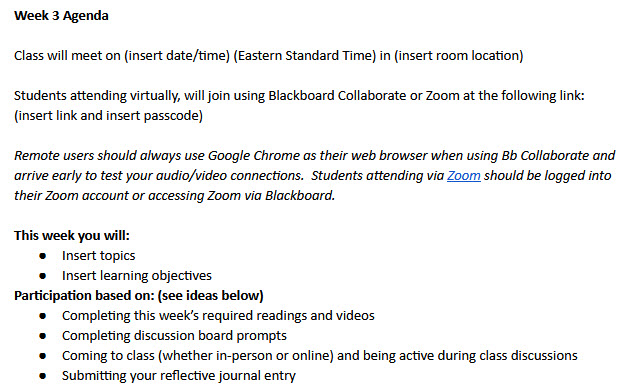 Week 3 Agenda
Class will meet on (insert date/time) (Eastern Standard Time) in (insert room location)
Students attending virtually, will join using Blackboard Collaborate or Zoom at the following link:
(insert link and insert passcode)
Remote users should always use Google Chrome as their web browser when using Bb Collaborate and
arrive early to test your audio/video connections.  Students attending via Zoom should be logged into
their Zoom account or accessing Zoom via Blackboard.
This week you will:
● Insert topics
● Insert learning objectives
Participation based on: (see ideas below)
● Completing this week's required readings and videos
● Completing discussion board prompts
● Coming to class (whether in-person or online) and being active during class discussions
● Submitting your reflective journal entry